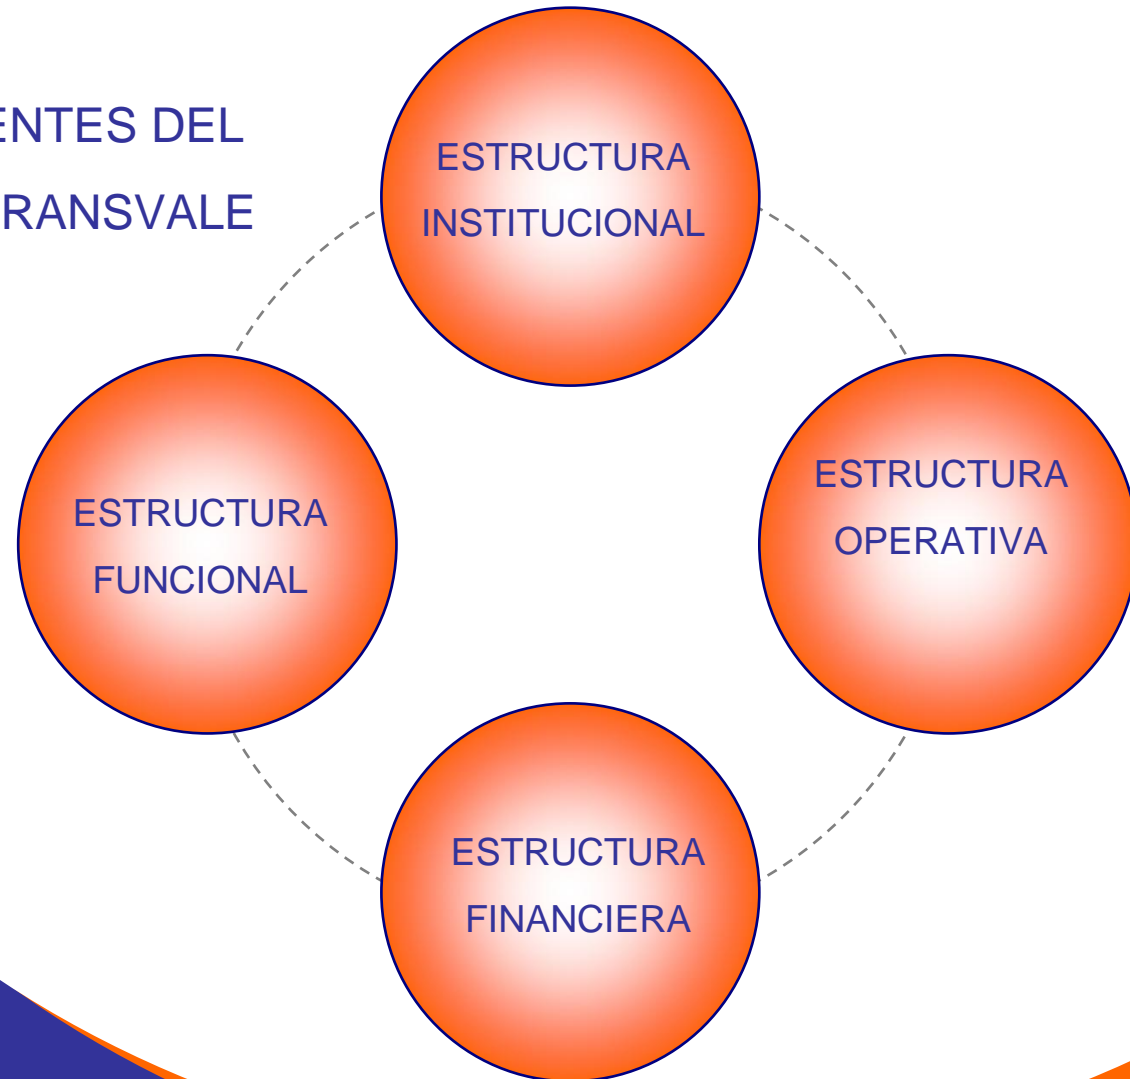 ENTES DEL
RANSVALE
ESTRUCTURA
INSTITUCIONAL
ESTRUCTURA
OPERATIVA
ESTRUCTURA
FUNCIONAL
ESTRUCTURA
FINANCIERA